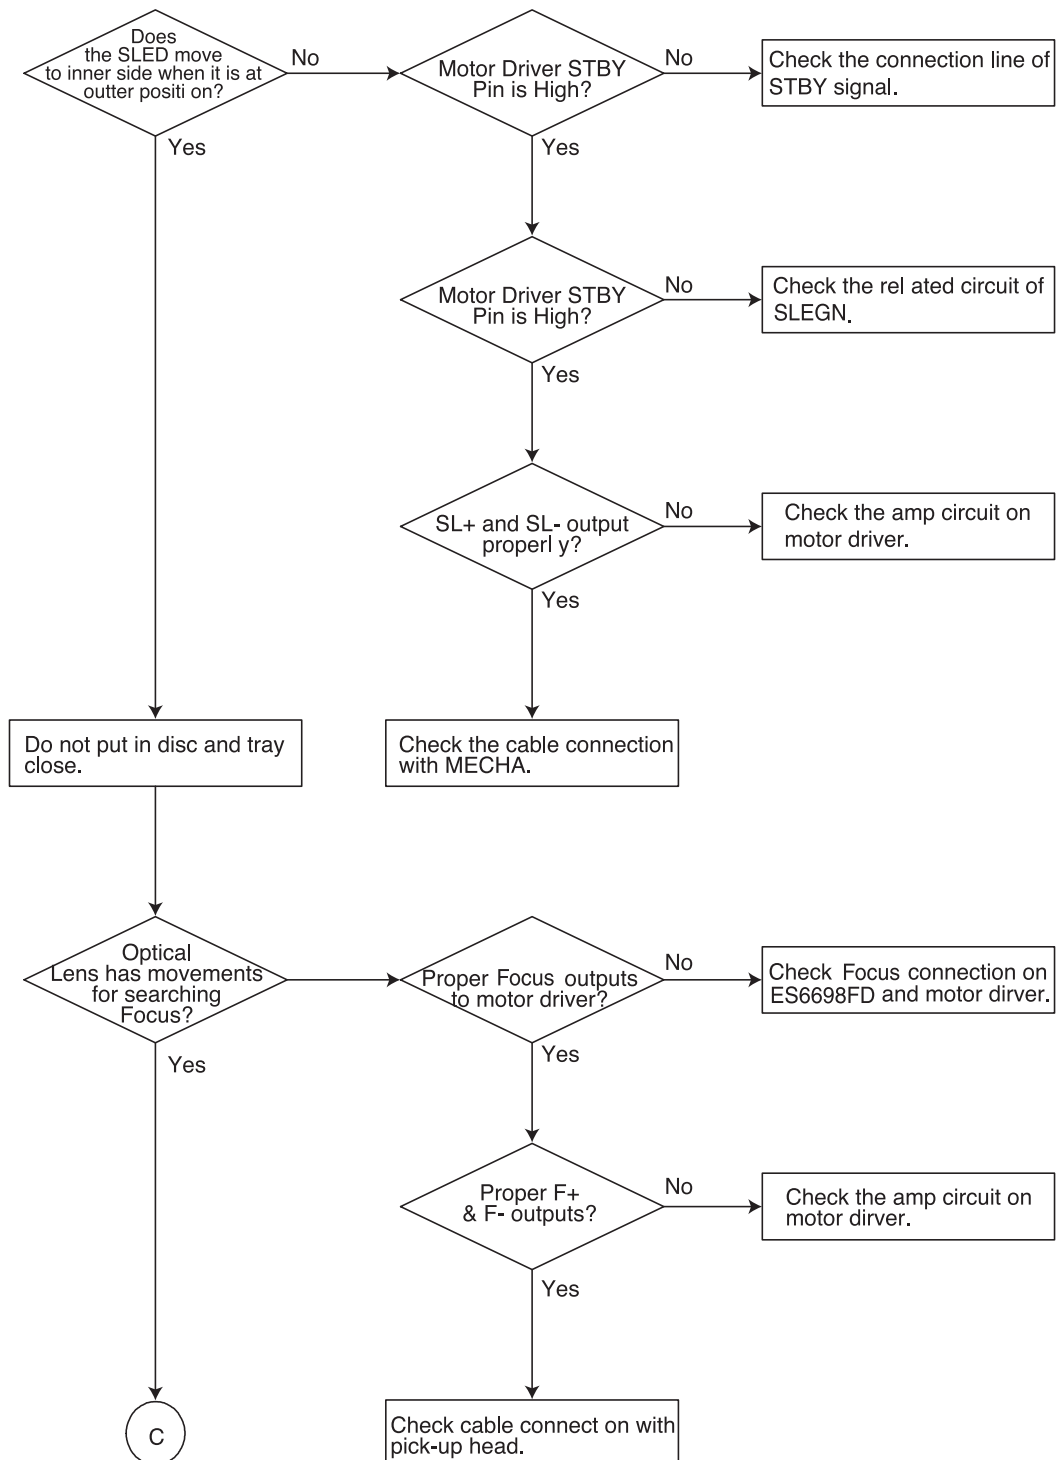 Does
the SLED move
to inner side when it is at
outter positi on?
No
Motor Driver STBY
Pin is High?
No
Check the connection line of
STBY signal.
Yes
Yes
Motor Driver STBY
Pin is High?
No
Check the rel ated circuit of
SLEGN.
Yes
SL+ and SL- output
properl y?
No
Check the amp circuit on
motor driver.
Yes
Do not put in disc and tray
close.
Check the cable connection
with MECHA.
Optical
Lens has movements
for searching
Focus?
Proper Focus outputs
to motor driver?
No
Check Focus connection on
ES6698FD and motor dirver.
Yes
Yes
Proper F+
& F- outputs?
No
Check the amp circuit on
motor dirver.
Yes
C
Check cable connect on with
pick-up head.